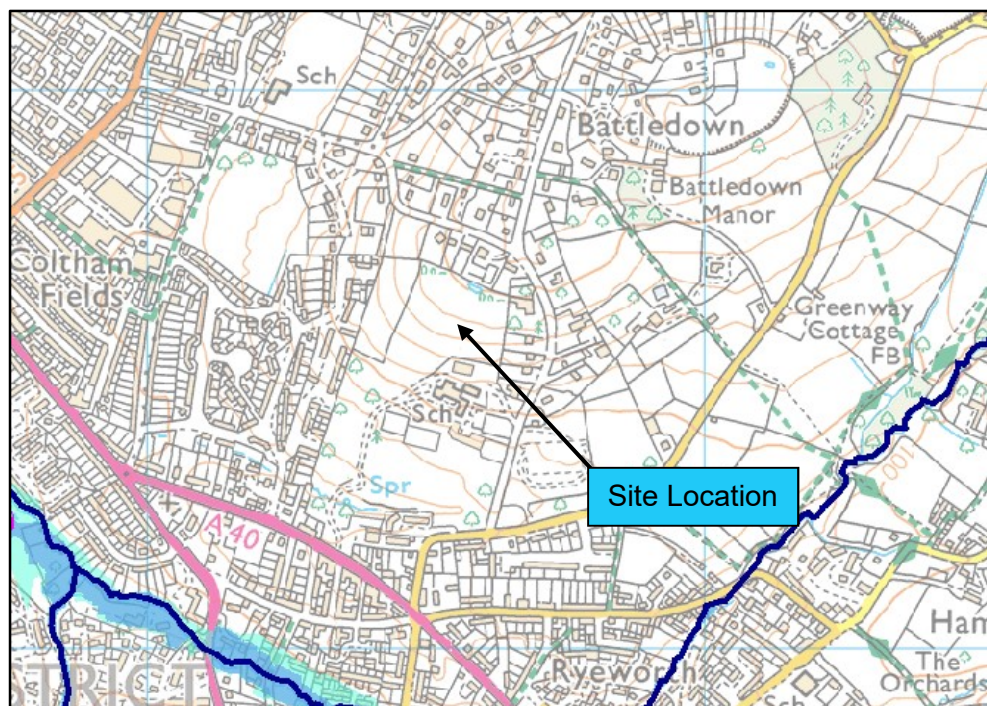 Sch
Battledown
Battledown
Manor
Coltham
Fields
Greenway
Cottage
FB
Sch
Site Location
Spr
A 40
100
Ham
Ryeworth
The
Orchards
STRICT
Sch